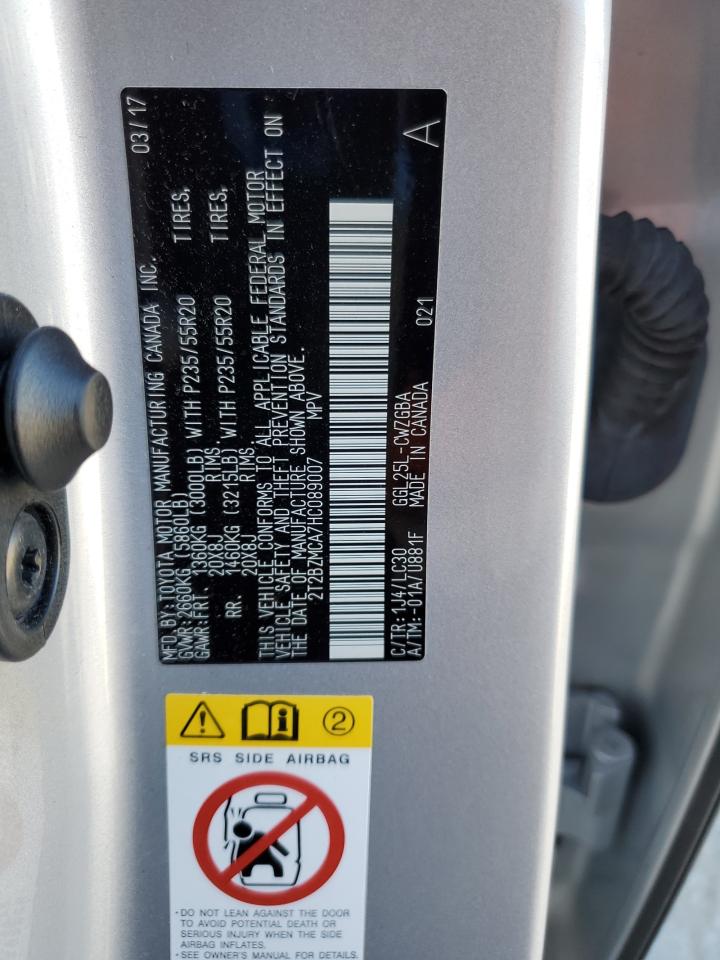 MFD.BY:TOYOTA MOTOR MANUFACTURING CANADA INC. 03/17
GVWR:2660KG (5860LB)
GAWR:FRT. 1360KG (3000LB) WITH P235/55R20 TIRES,
20X8J RIMS.
RR. 1460KG (3215LB) WITH P235/55R20 TIRES,
20X8J RIMS.
THIS VEHICLE CONFORMS TO ALL APPLICABLE FEDERAL MOTOR
VEHICLE SAFETY AND THEFT PREVENTION STANDARDS IN EFFECT ON
THE DATE OF MANUFACTURE SHOWN ABOVE.
2T2BZMCA7HC089007 MPV
A
C/TR:1J4/LC30 GGL25L-CWZGBA 021
A/TM:-01A/U881F MADE IN CANADA
2
SRS SIDE AIRBAG
•DO NOT LEAN AGAINST THE DOOR
TO AVOID POTENTIAL DEATH OR
SERIOUS INJURY WHEN THE SIDE
AIRBAG INFLATES.
•SEE OWNER'S MANUAL FOR DETAILS.